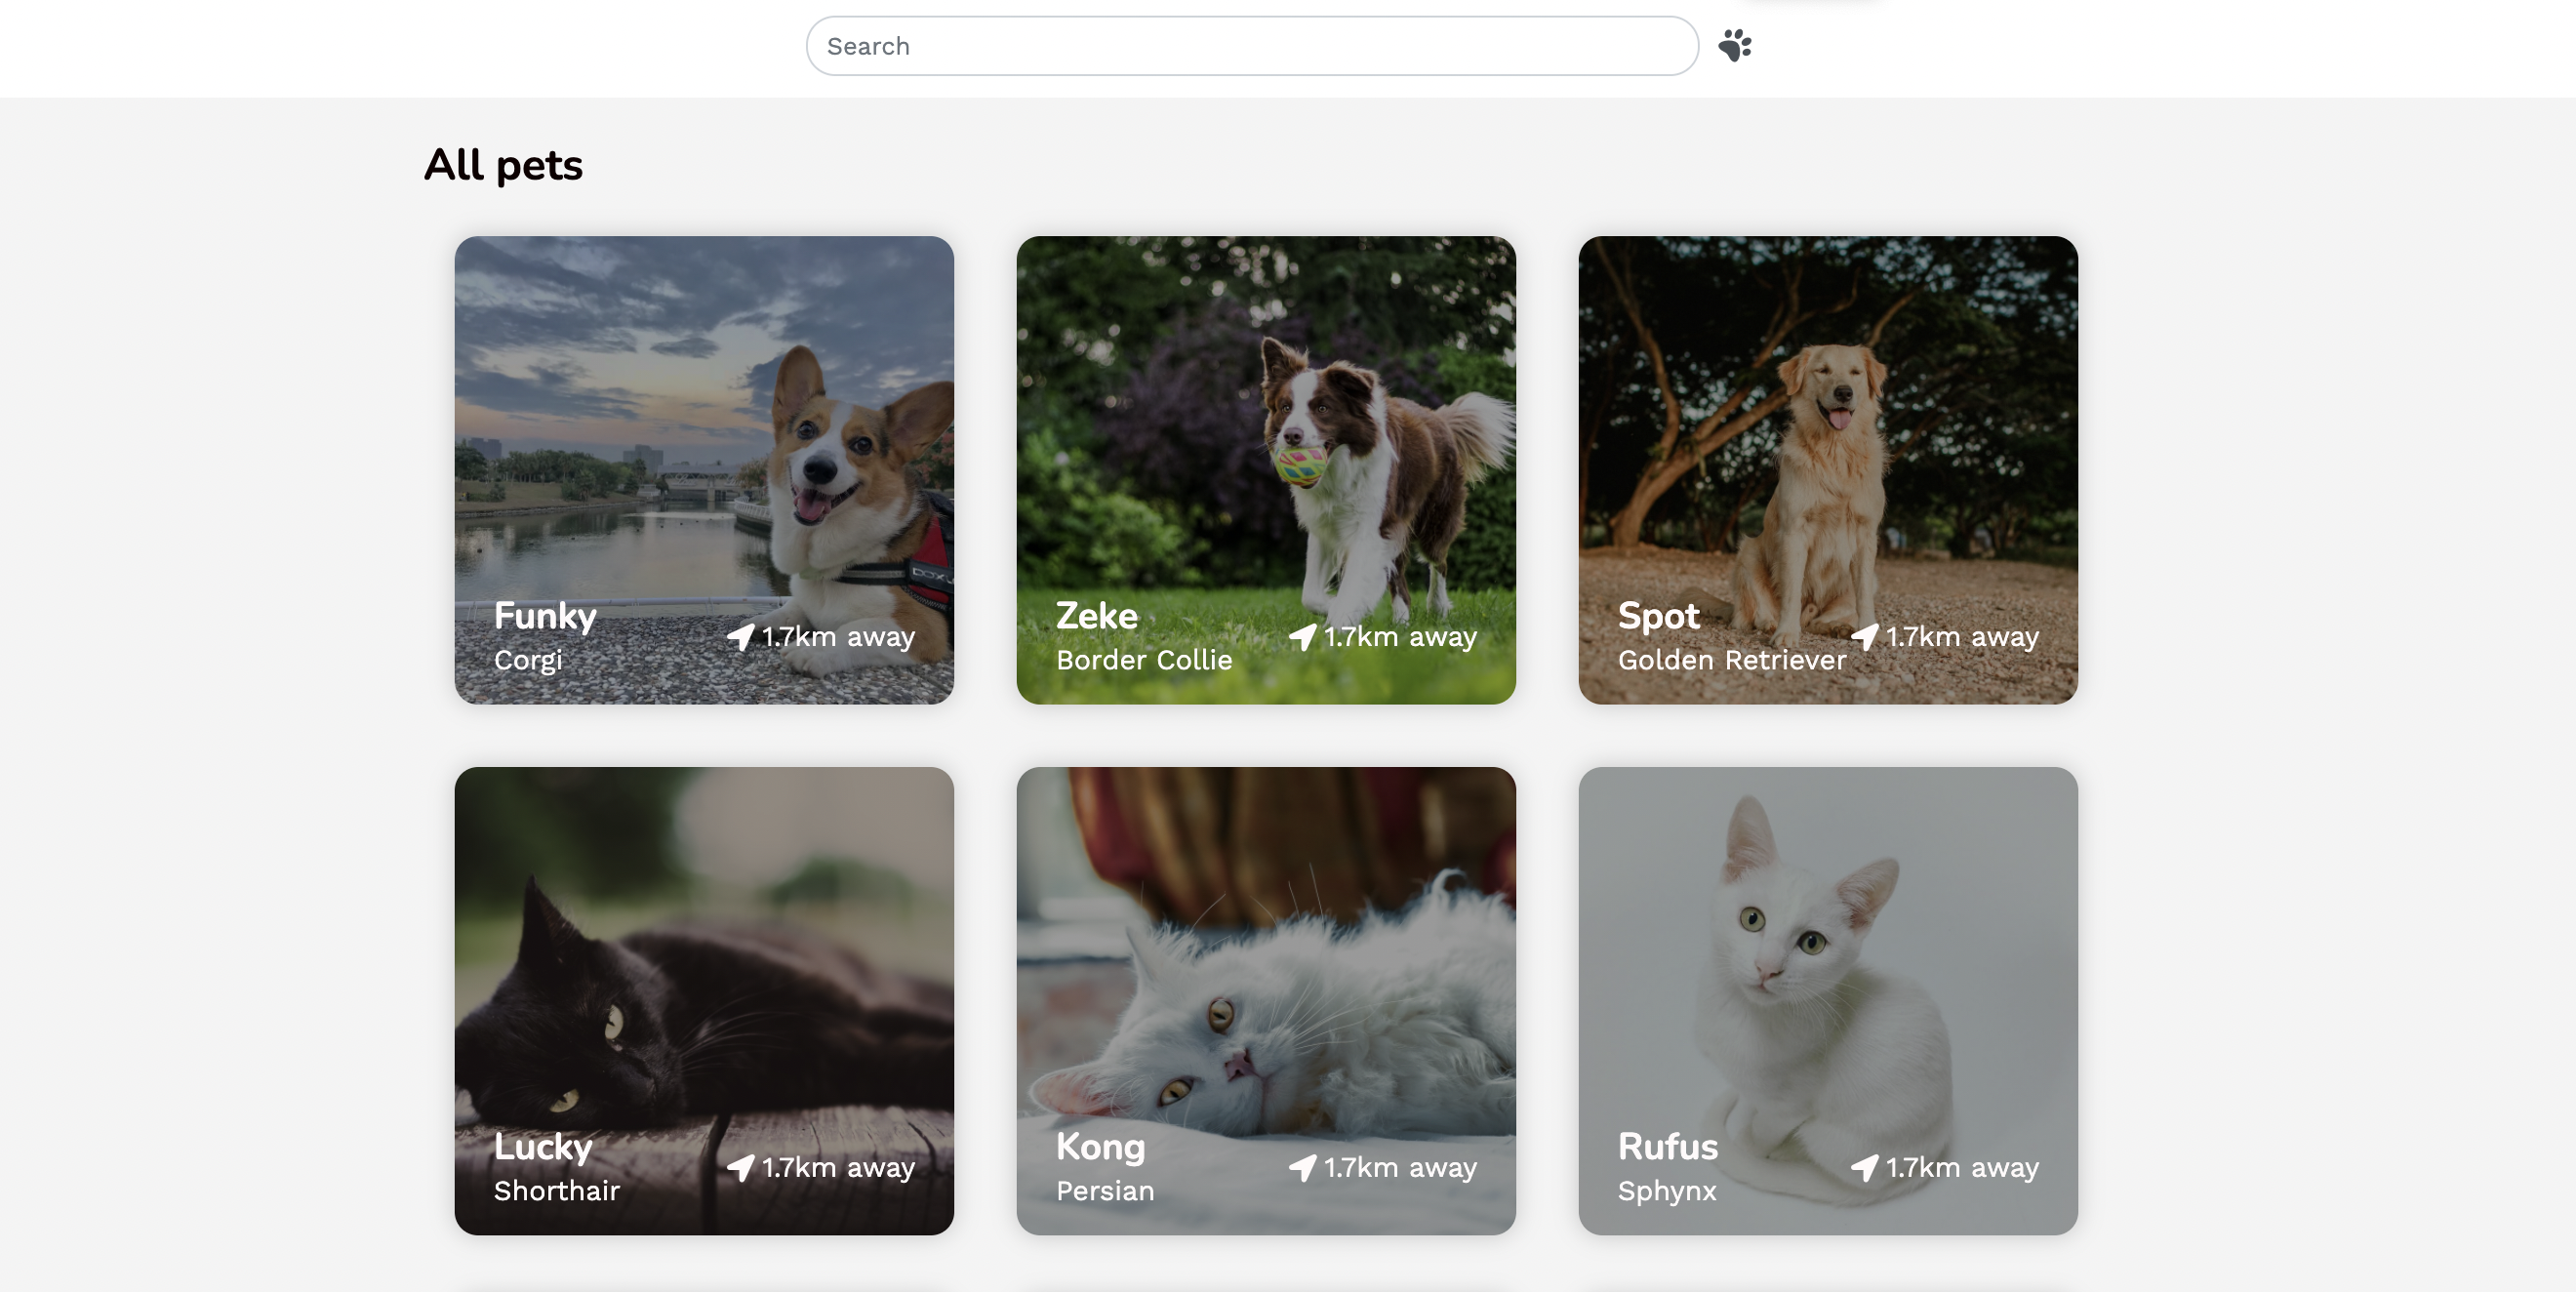 Search
All pets
Funky
Corgi
1.7km away
Zeke
Border Collie
1.7km away
Spot
Golden Retriever
1.7km away
Lucky
Shorthair
1.7km away
Kong
Persian
1.7km away
Rufus
Sphynx
1.7km away